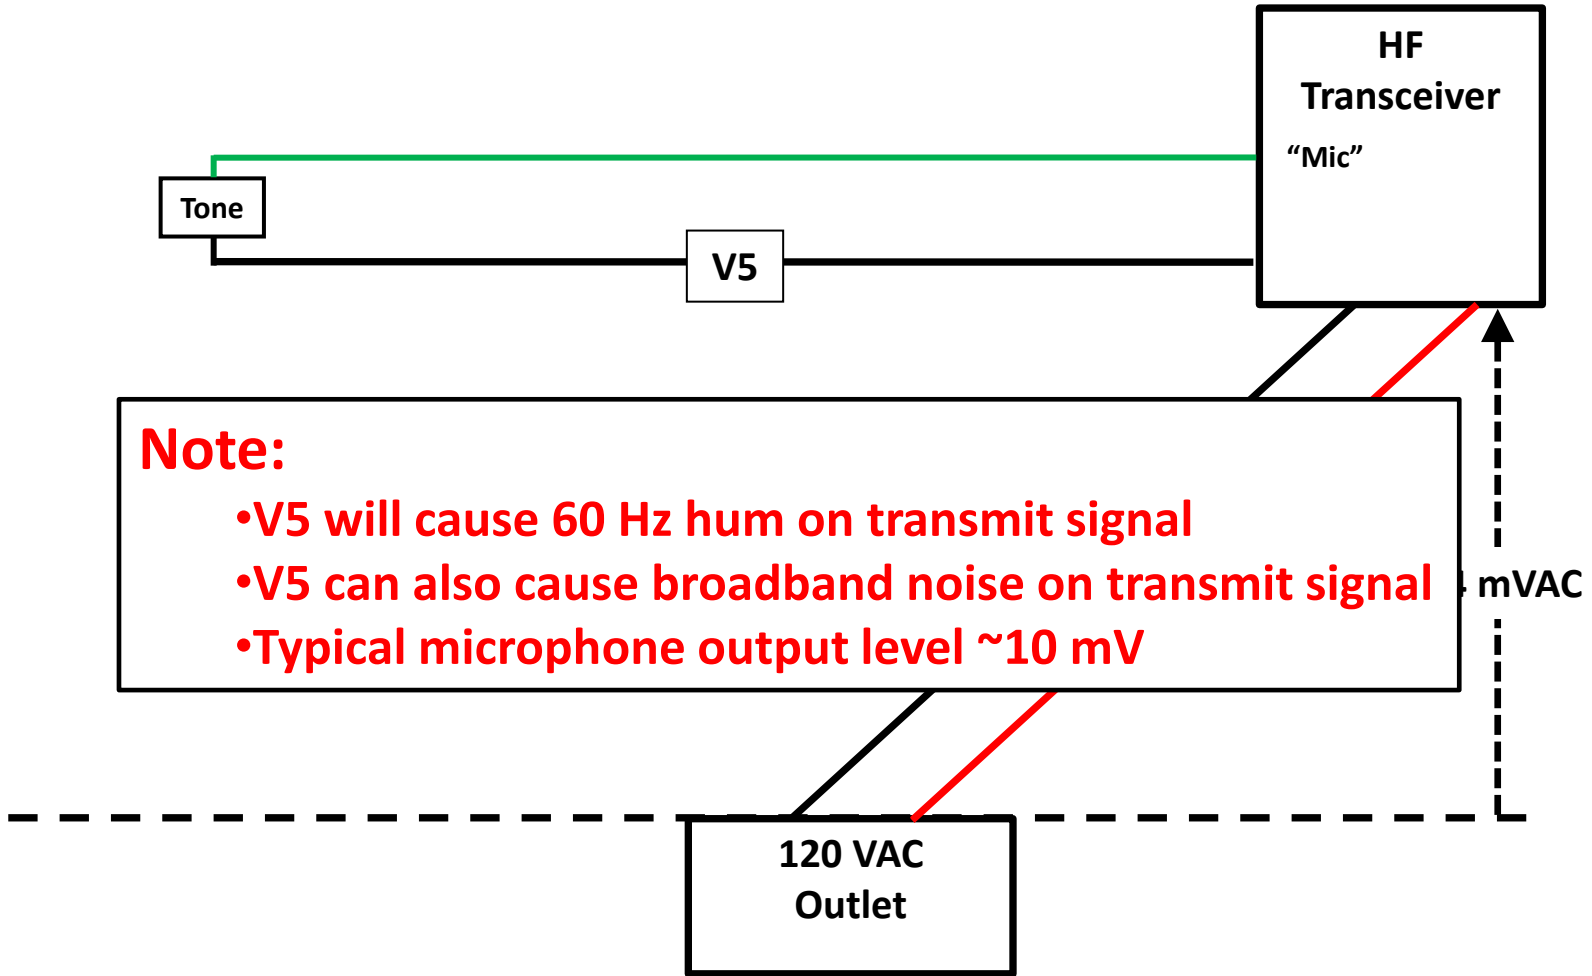 HF
Transceiver
“Mic”
Tone
V5
Note:
•V5 will cause 60 Hz hum on transmit signal
•V5 can also cause broadband noise on transmit signal
mVAC
•Typical microphone output level ~10 mV
120 VAC
Outlet